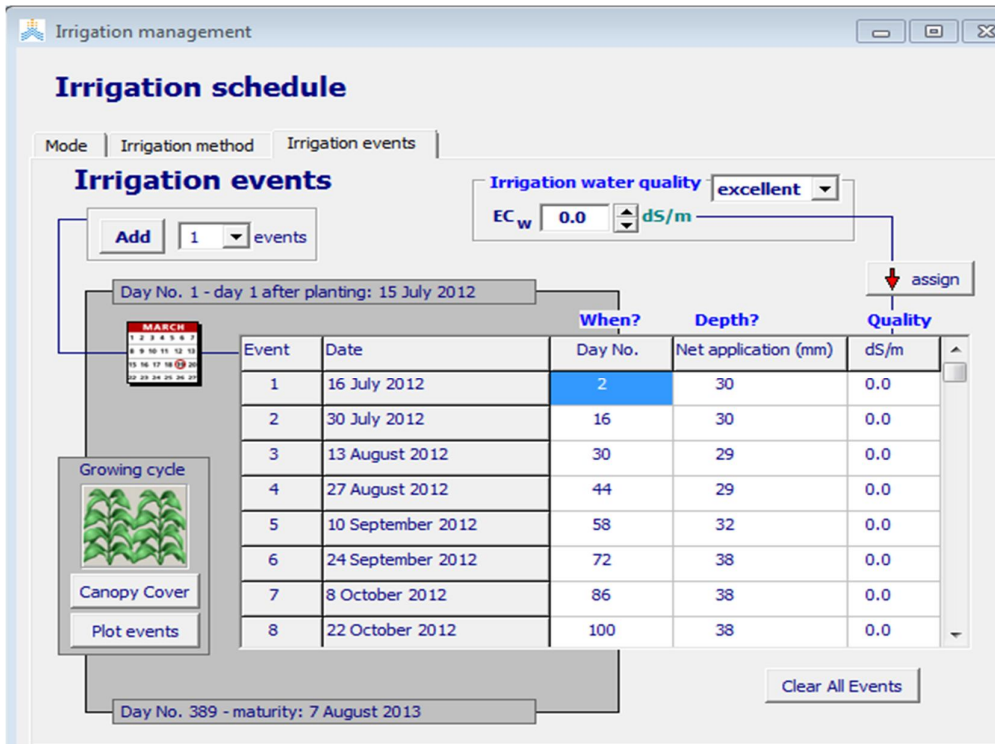 Irrigation management
Irrigation schedule
Mode Irrigation method Irrigation events
Irrigation events
Irrigation water quality excellent
ECw 0.0 dS/m
Add 1 events
assign
Day No. 1 - day 1 after planting: 15 July 2012
When? Depth? Quality
MARCH
Event Date Day No. Net application (mm) dS/m
1 16 July 2012 2 30 0.0
2 30 July 2012 16 30 0.0
3 13 August 2012 30 29 0.0
4 27 August 2012 44 29 0.0
5 10 September 2012 58 32 0.0
6 24 September 2012 72 38 0.0
7 8 October 2012 86 38 0.0
8 22 October 2012 100 38 0.0
Growing cycle
Canopy Cover
Plot events
Clear All Events
Day No. 389 - maturity: 7 August 2013